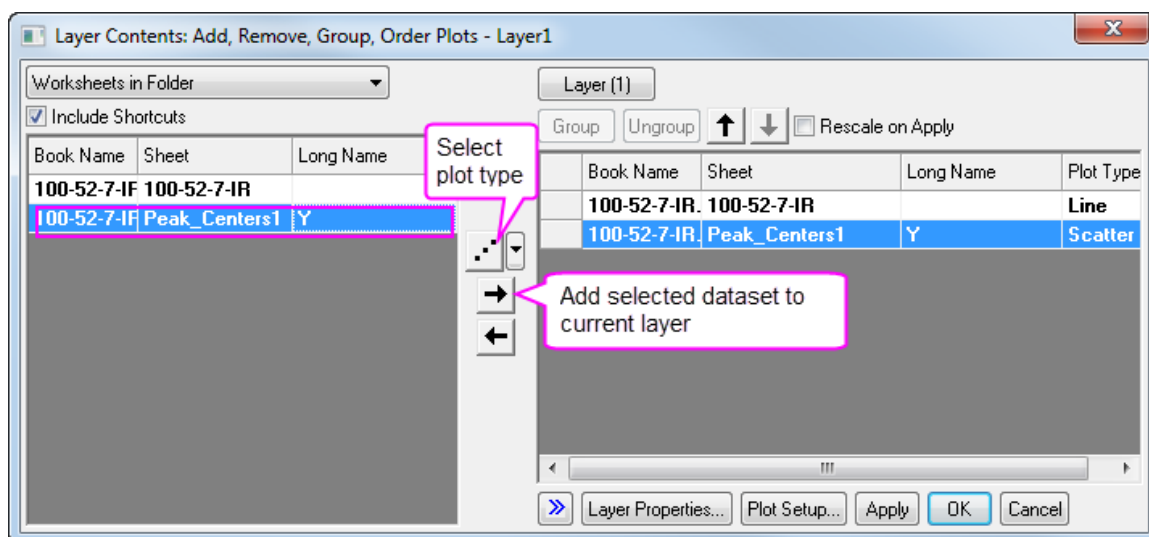 Layer Contents: Add, Remove, Group, Order Plots - Layer1
Worksheets in Folder
Include Shortcuts
Book Name Sheet Long Name
100-52-7-IF 100-52-7-IR
100-52-7-IF Peak_Centers1 Y
Select
plot type
Add selected dataset to
current layer
Layer (1)
Group Ungroup Rescale on Apply
Book Name Sheet Long Name Plot Type
100-52-7-IR. 100-52-7-IR Line
100-52-7-IR. Peak_Centers1 Y Scatter
Layer Properties... Plot Setup... Apply OK Cancel